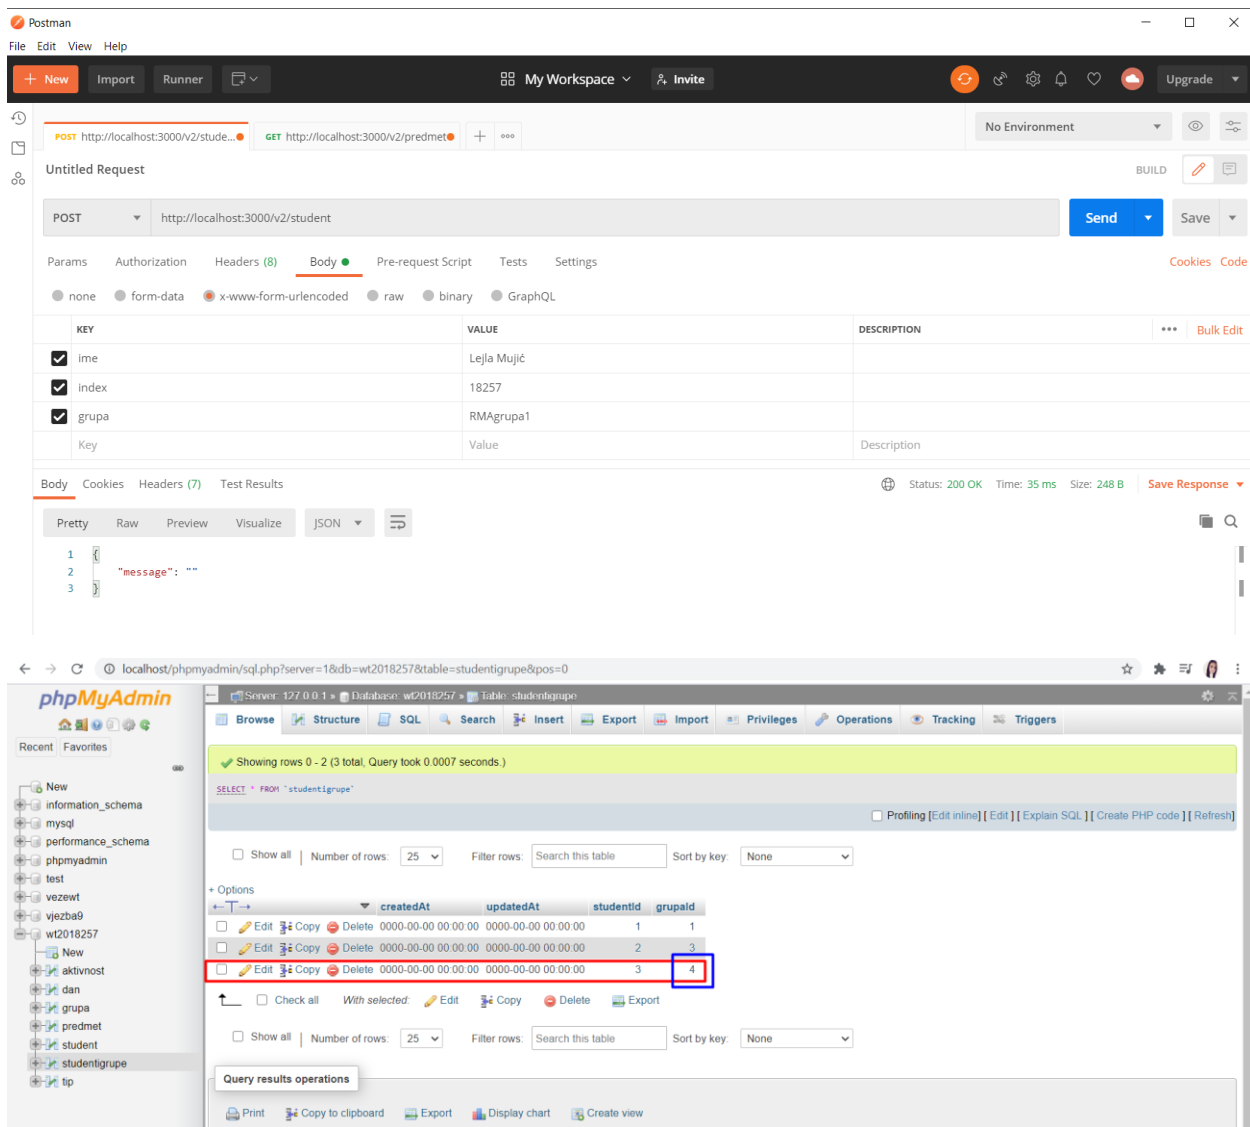 Postman
File Edit View Help
+ New Import Runner My Workspace Invite Upgrade
POST http://localhost:3000/v2/stude... GET http://localhost:3000/v2/predmet + ooo No Environment
Untitled Request BUILD
POST http://localhost:3000/v2/student Send Save
Params Authorization Headers (8) Body Pre-request Script Tests Settings Cookies Code
none form-data x-www-form-urlencoded raw binary GraphQL
KEY VALUE DESCRIPTION ••• Bulk Edit
ime Lejla Mujić
index 18257
grupa RMAgrupa1
Key Value Description
Body Cookies Headers (7) Test Results Status: 200 OK Time: 35 ms Size: 248 B Save Response
Pretty Raw Preview Visualize JSON
1 {
2 "message": ""
3 }
localhost/phpmyadmin/sql.php?server=1&db=wt2018257&table=studentigrupe&pos=0
phpMyAdmin
Recent Favorites
New
information_schema
mysql
performance_schema
phpmyadmin
test
vezewt
vjezba9
wt2018257
New
aktivnost
dan
grupa
predmet
student
studentigrupe
tip
Server: 127.0.0.1 » Database: wt2018257 » Table: studentigrupe
Browse Structure SQL Search Insert Export Import Privileges Operations Tracking Triggers
Showing rows 0 - 2 (3 total, Query took 0.0007 seconds.)
SELECT * FROM `studentigrupe`
Profiling [Edit inline] [ Edit ] [ Explain SQL ] [ Create PHP code ] [ Refresh]
Show all | Number of rows: 25 Filter rows: Search this table Sort by key: None
+ Options
←T→ createdAt updatedAt studentId grupaId
Edit Copy Delete 0000-00-00 00:00:00 0000-00-00 00:00:00 1 1
Edit Copy Delete 0000-00-00 00:00:00 0000-00-00 00:00:00 2 3
Edit Copy Delete 0000-00-00 00:00:00 0000-00-00 00:00:00 3 4
Check all With selected: Edit Copy Delete Export
Show all | Number of rows: 25 Filter rows: Search this table Sort by key: None
Query results operations
Print Copy to clipboard Export Display chart Create view